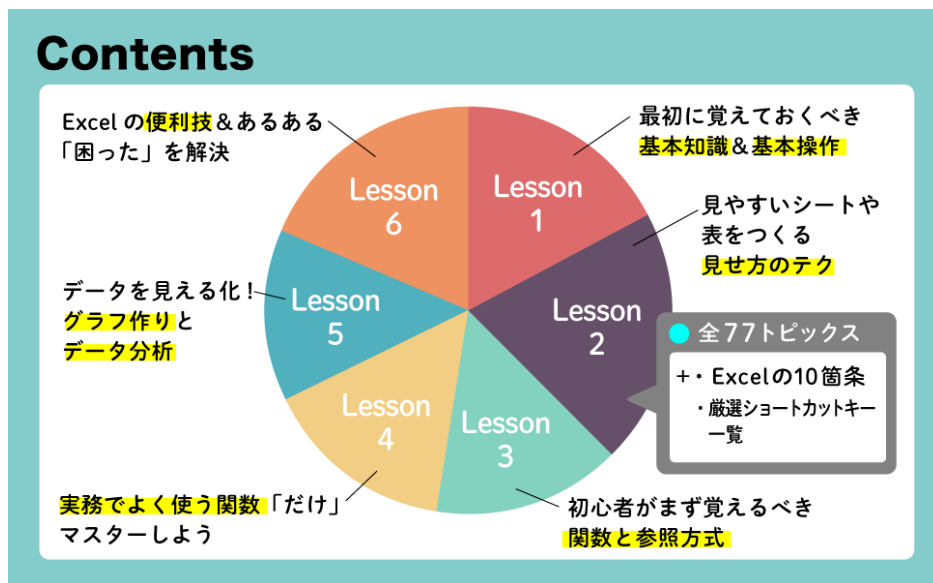 Contents
Excel の便利技＆あるある
「困った」を解決
Lesson
6
Lesson
1
最初に覚えておくべき
基本知識＆基本操作
見やすいシートや
表をつくる
見せ方のテク
Lesson
2
全77トピックス
+・Excelの10箇条
・厳選ショートカットキー
一覧
データを見える化！
グラフ作りと
データ分析
Lesson
5
Lesson
4
Lesson
3
実務でよく使う関数「だけ」
マスターしよう
初心者がまず覚えるべき
関数と参照方式